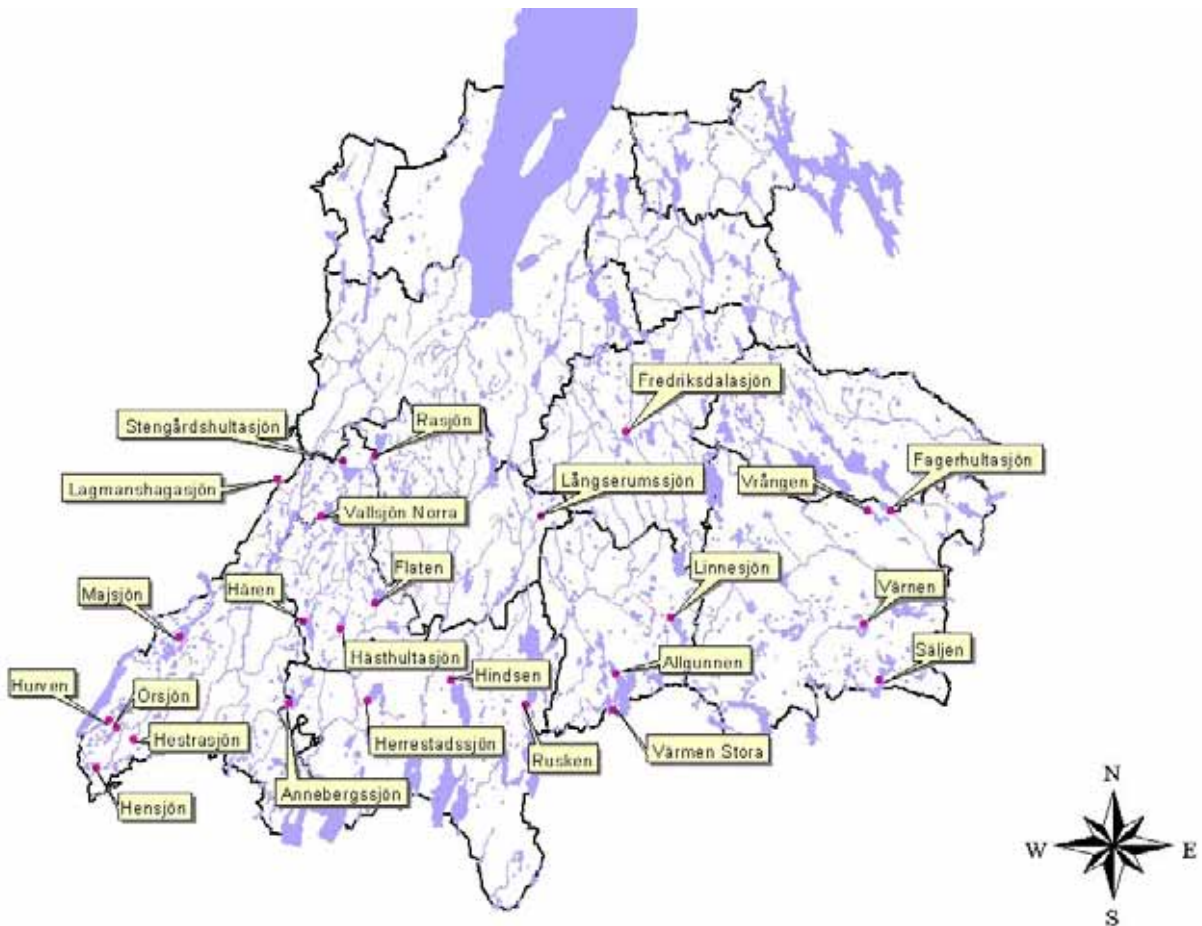 Fredriksdalasjön
Stengårdshultasjön
Rasjön
Fagerhultasjön
Lagmanshagasjön
Långserumssjön
Vrången
Vallsjön Norra
Flaten
Linnesjön
Majsjön
Hären
Värnen
Hästhultasjön
Allgunnen
Säljen
Hindsen
Hurven
Örsjön
Hestrasjön
Herrestadssjön
Rusken
Värmen Stora
Annebergssjön
Hensjön
N
W
E
S